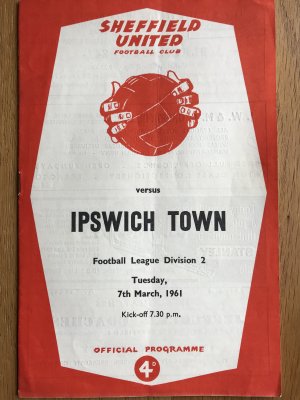 SHEFFIELD
UNITED
FOOTBALL CLUB
versus
IPSWICH TOWN
Football League Division 2
Tuesday,
7th March, 1961
Kick-off 7.30 p.m.
OFFICIAL PROGRAMME
4D